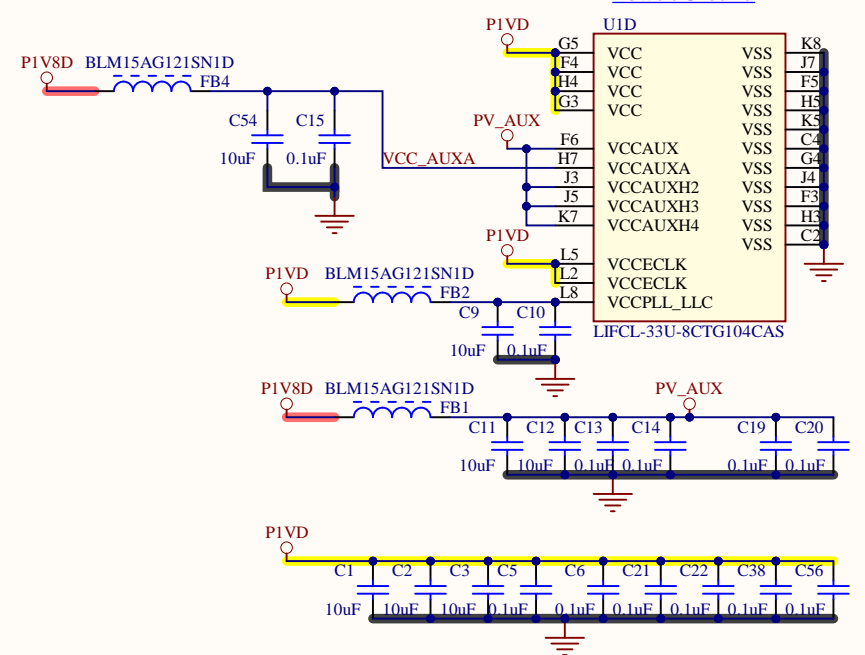 P1VD
U1D
P1V8D BLM15AG121SN1D
FB4
C54 C15
10uF 0.1uF
VCC_AUXA
PV_AUX
G5 VCC VSS K8
F4 VCC VSS J7
H4 VCC VSS F5
G3 VCC VSS H5
VSS K5
F6 VCCAUX VSS C4
H7 VCCAUXA VSS G4
J3 VCCAUXH2 VSS J4
J5 VCCAUXH3 VSS F3
K7 VCCAUXH4 VSS H3
VSS C2
P1VD
L5 VCCECLK
L2 VCCECLK
L8 VCCPLL_LLC
LIFCL-33U-8CTG104CAS
P1VD BLM15AG121SN1D
FB2
C9 C10
10uF 0.1uF
P1V8D BLM15AG121SN1D PV_AUX
FB1
C11 C12 C13 C14 C19 C20
10uF 10uF 0.1uF 0.1uF 0.1uF 0.1uF
P1VD
C1 C2 C3 C5 C6 C21 C22 C38 C56
10uF 10uF 10uF 0.1uF 0.1uF 0.1uF 0.1uF 0.1uF 0.1uF